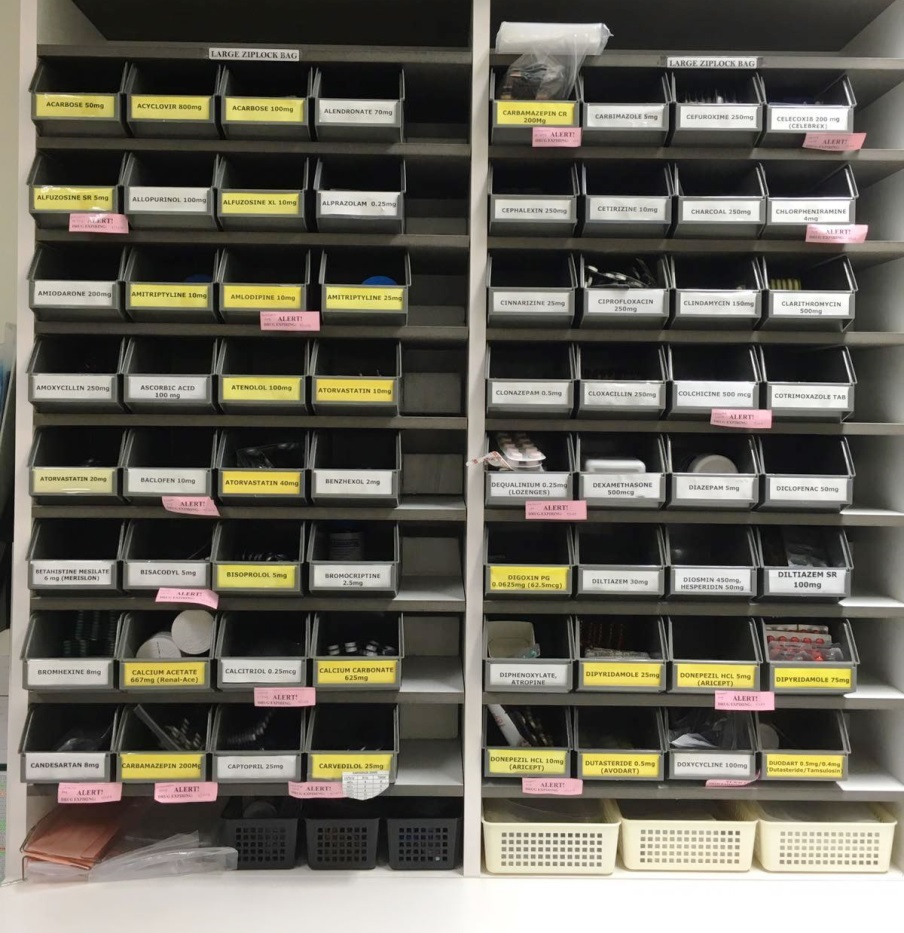 LARGE ZIPLOCK BAG
ACARBOSE 50mg
ACYCLOVIR 800mg
ACARBOSE 100mg
ALENDRONATE 70mg
ALFUZOSINE SR 5mg
ALLOPURINOL 100mg
ALFUZOSINE XL 10mg
ALPRAZOLAM 0.25mg
ALERT!
DRUG EXPIRING:
AMIODARONE 200mg
AMITRIPTYLINE 10mg
AMLODIPINE 10mg
AMITRIPTYLINE 25mg
ALERT!
DRUG EXPIRING:
AMOXYCILLIN 250mg
ASCORBIC ACID
100 mg
ATENOLOL 100mg
ATORVASTATIN 10mg
ATORVASTATIN 20mg
BACLOFEN 10mg
ATORVASTATIN 40mg
BENZHEXOL 2mg
ALERT!
DRUG EXPIRING:
BETAHISTINE MESILATE
6 mg (MERISLON)
BISACODYL 5mg
BISOPROLOL 5mg
BROMOCRIPTINE
2.5mg
ALERT!
DRUG EXPIRING:
BROMHEXINE 8mg
CALCIUM ACETATE
667mg (Renal-Ace)
CALCITRIOL 0.25mcg
CALCIUM CARBONATE
625mg
ALERT!
DRUG EXPIRING:
CANDESARTAN 8mg
CARBAMAZEPIN 200Mg
CAPTOPRIL 25mg
CARVEDILOL 25mg
ALERT!
DRUG EXPIRING:
ALERT!
DRUG EXPIRING:
ALERT!
DRUG EXPIRING:
LARGE ZIPLOCK BAG
CARBAMAZEPIN CR
200Mg
CARBIMAZOLE 5mg
CEFUROXIME 250mg
CELECOXIB 200 mg
(CELEBREX)
ALERT!
DRUG EXPIRING:
ALERT!
CEPHALEXIN 250mg
CETIRIZINE 10mg
CHARCOAL 250mg
CHLORPHENIRAMINE
4mg
ALERT!
DRUG EXPIRING:
CINNARIZINE 25mg
CIPROFLOXACIN
250mg
CLINDAMYCIN 150mg
CLARITHROMYCIN
500mg
CLONAZEPAM 0.5mg
CLOXACILLIN 250mg
COLCHICINE 500 mcg
COTRIMOXAZOLE TAB
ALERT!
DRUG EXPIRING:
DEQUALINIUM 0.25mg
(LOZENGES)
DEXAMETHASONE
500mcg
DIAZEPAM 5mg
DICLOFENAC 50mg
ALERT!
DRUG EXPIRING:
DIGOXIN PG
0.0625mg (62.5mcg)
DILTIAZEM 30mg
DIOSMIN 450mg,
HESPERIDIN 50mg
DILTIAZEM SR
100mg
DIPHENOXYLATE,
ATROPINE
DIPYRIDAMOLE 25mg
DONEPEZIL HCL 5mg
(ARICEPT)
DIPYRIDAMOLE 75mg
ALERT!
DRUG EXPIRING:
DONEPEZIL HCL 10mg
(ARICEPT)
DUTASTERIDE 0.5mg
(AVODART)
DOXYCYCLINE 100mg
DUODART 0.5mg/0.4mg
(Dutasteride/Tamsulosin)
ALERT!
DRUG EXPIRING: